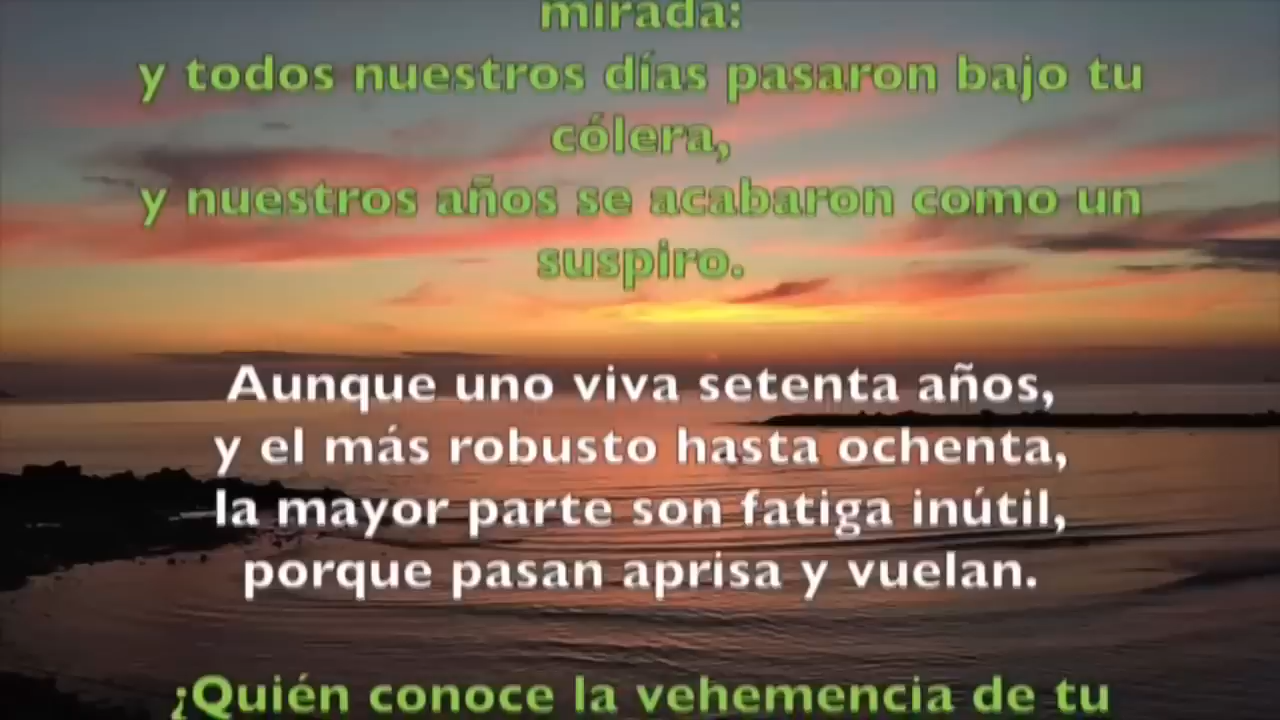 mirada:
y todos nuestros días pasaron bajo tu
cólera,
y nuestros años se acabaron como un
suspiro.
Aunque uno viva setenta años,
y el más robusto hasta ochenta,
la mayor parte son fatiga inútil,
porque pasan aprisa y vuelan.
¿Quién conoce la vehemencia de tu